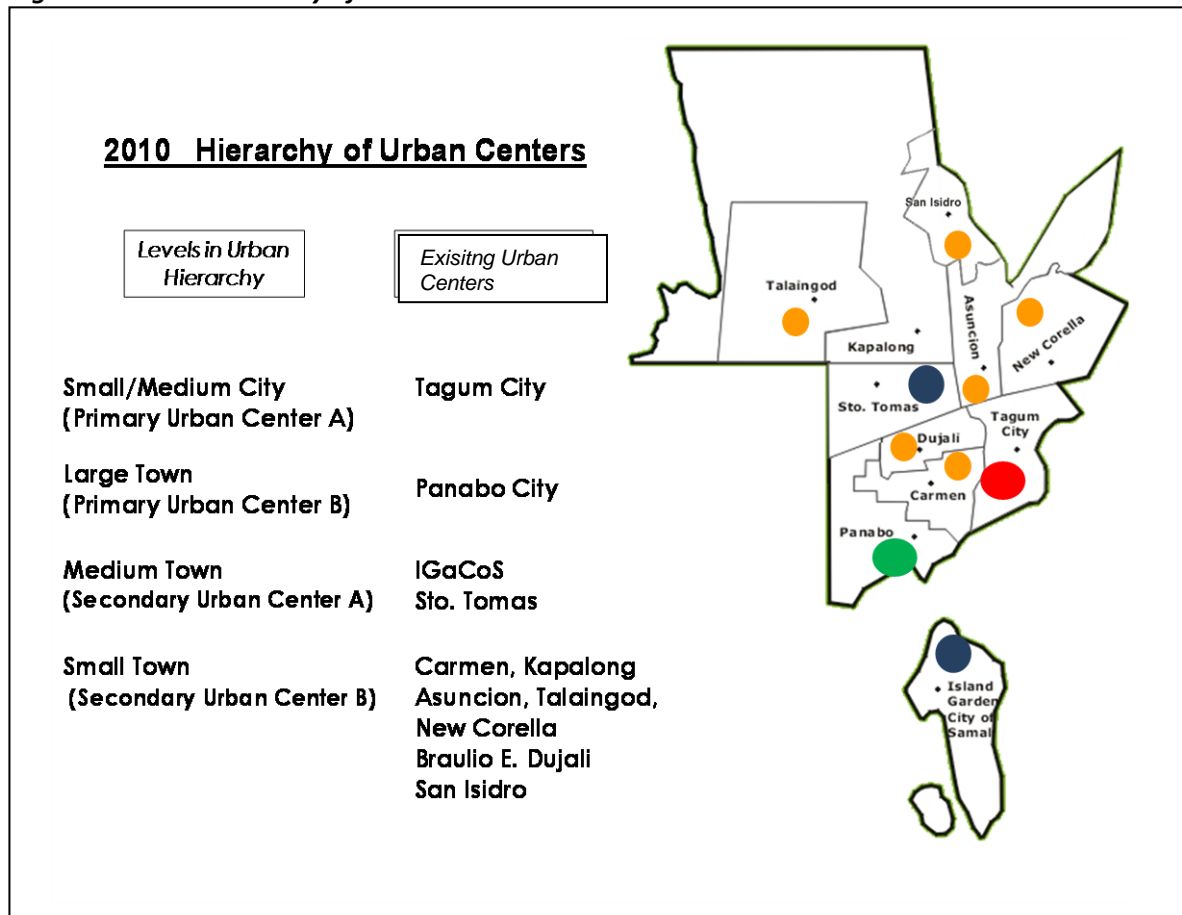 2010 Hierarchy of Urban Centers
Levels in Urban
Hierarchy
Exisitng Urban
Centers
Small/Medium City
(Primary Urban Center A)
Tagum City
Large Town
(Primary Urban Center B)
Panabo City
Medium Town
(Secondary Urban Center A)
IGaCoS
Sto. Tomas
Small Town
(Secondary Urban Center B)
Carmen, Kapalong
Asuncion, Talaingod,
New Corella
Braulio E. Dujali
San Isidro
San Isidro
Talaingod
Asuncion
New Corella
Kapalong
Sto. Tomas
Tagum
City
Dujali
Carmen
Panabo
Island
Garden
City of
Samal